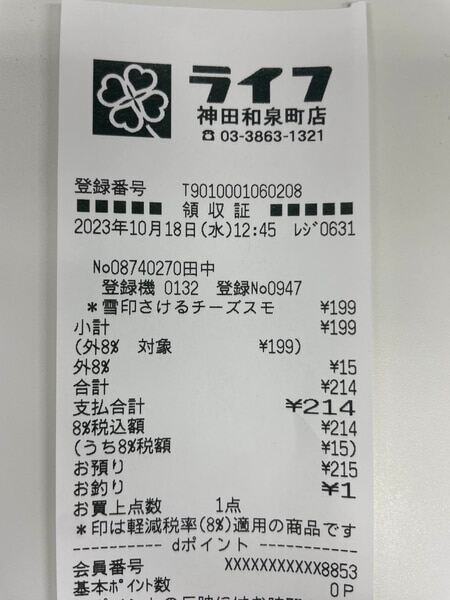 ライフ
神田和泉町店
☎03-3863-1321
登録番号 T9010001060208
■■■■■ 領収証 ■■■■■
2023年10月18日(水)12:45 ﾚｼﾞ0631
No08740270田中
登録機 0132 登録No0947
*雪印さけるチーズスモ ¥199
小計 ¥199
(外8% 対象 ¥199)
外8% ¥15
合計 ¥214
支払合計 ¥214
8%税込額 ¥214
(うち8%税額 ¥15)
お預り ¥215
お釣り ¥1
お買上点数 1点
*印は軽減税率(8%)適用の商品です
---------- dポイント ----------
会員番号 XXXXXXXXXXX8853
基本ﾎﾟｲﾝﾄ数 0P